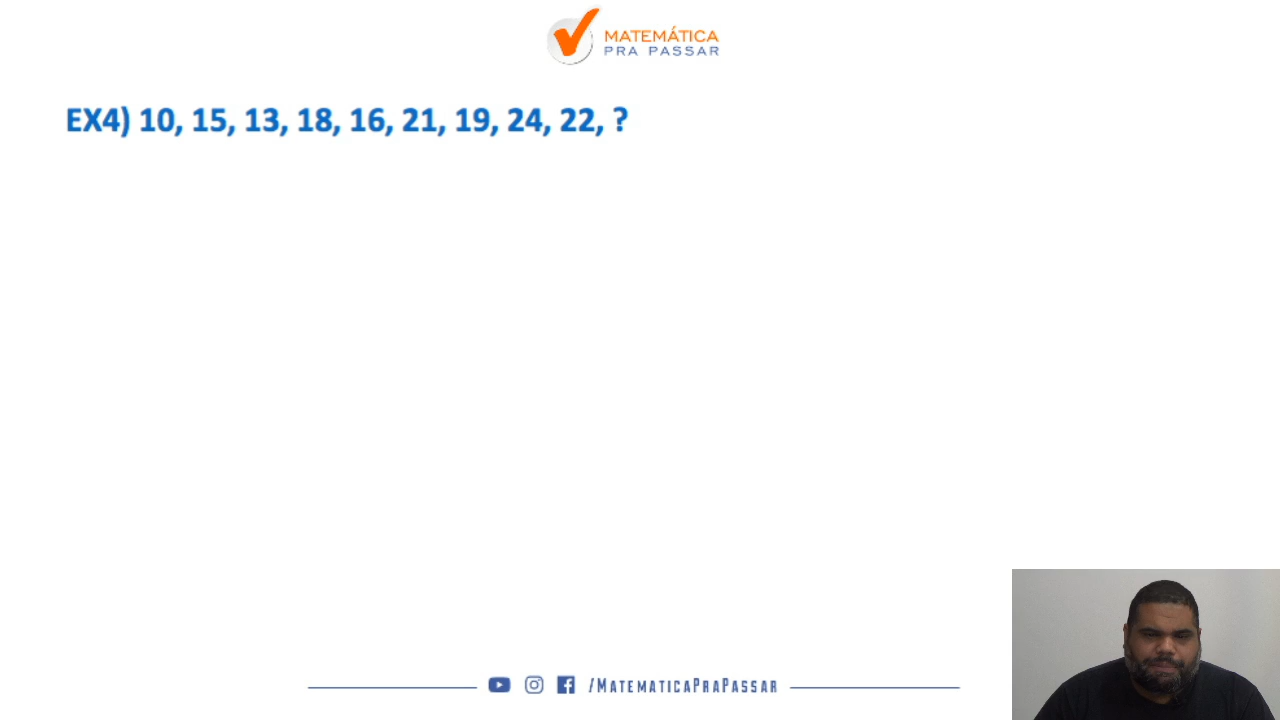 MATEMÁTICA
PRA PASSAR
EX4) 10, 15, 13, 18, 16, 21, 19, 24, 22, ?
/MATEMATICAPRAPASSAR